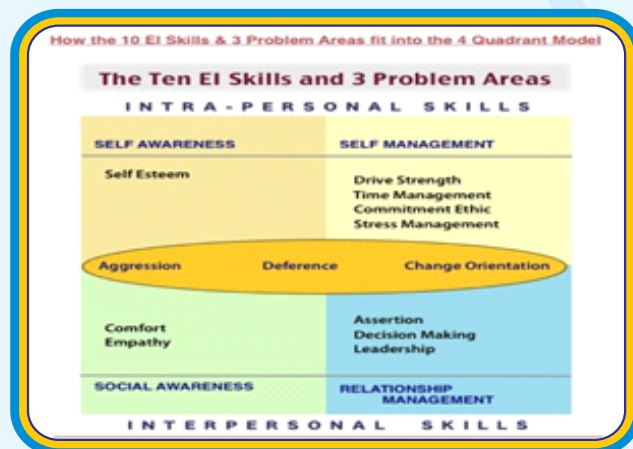 How the 10 EI Skills & 3 Problem Areas fit into the 4 Quadrant Model
The Ten EI Skills and 3 Problem Areas
INTRA-PERSONAL SKILLS
SELF AWARENESS
Self Esteem
SELF MANAGEMENT
Drive Strength
Time Management
Commitment Ethic
Stress Management
Aggression Deference Change Orientation
Comfort
Empathy
SOCIAL AWARENESS
Assertion
Decision Making
Leadership
RELATIONSHIP
MANAGEMENT
INTERPERSONAL SKILLS